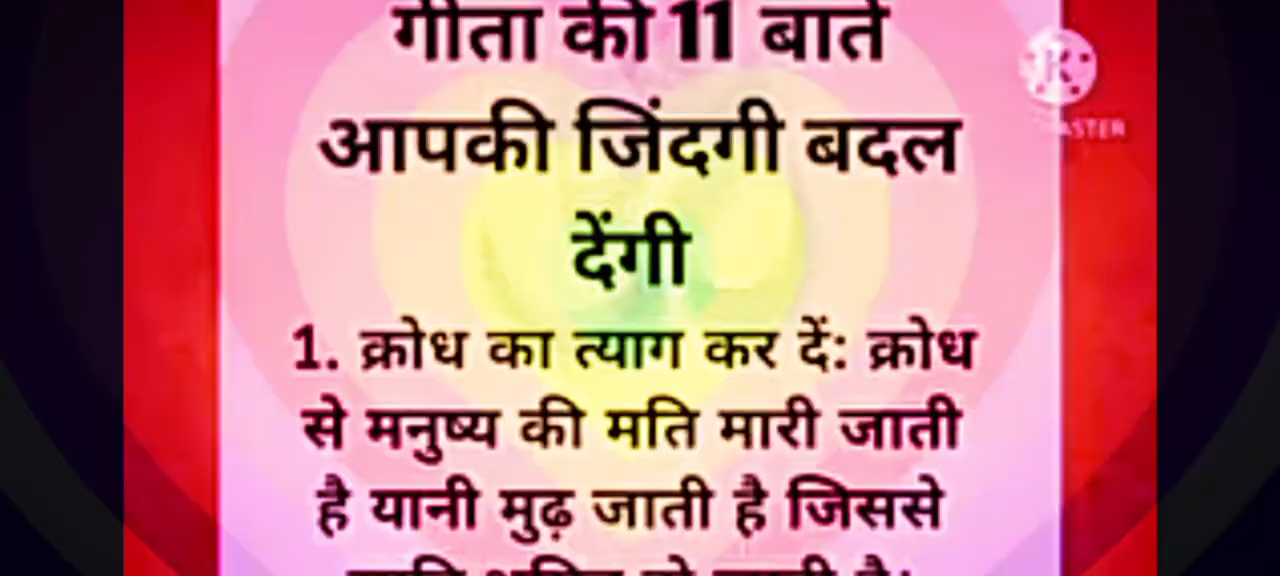 गीता की 11 बातें
आपकी जिंदगी बदल
देंगी
1. क्रोध का त्याग कर दें: क्रोध
से मनुष्य की मति मारी जाती
है यानी मुढ़ जाती है जिससे